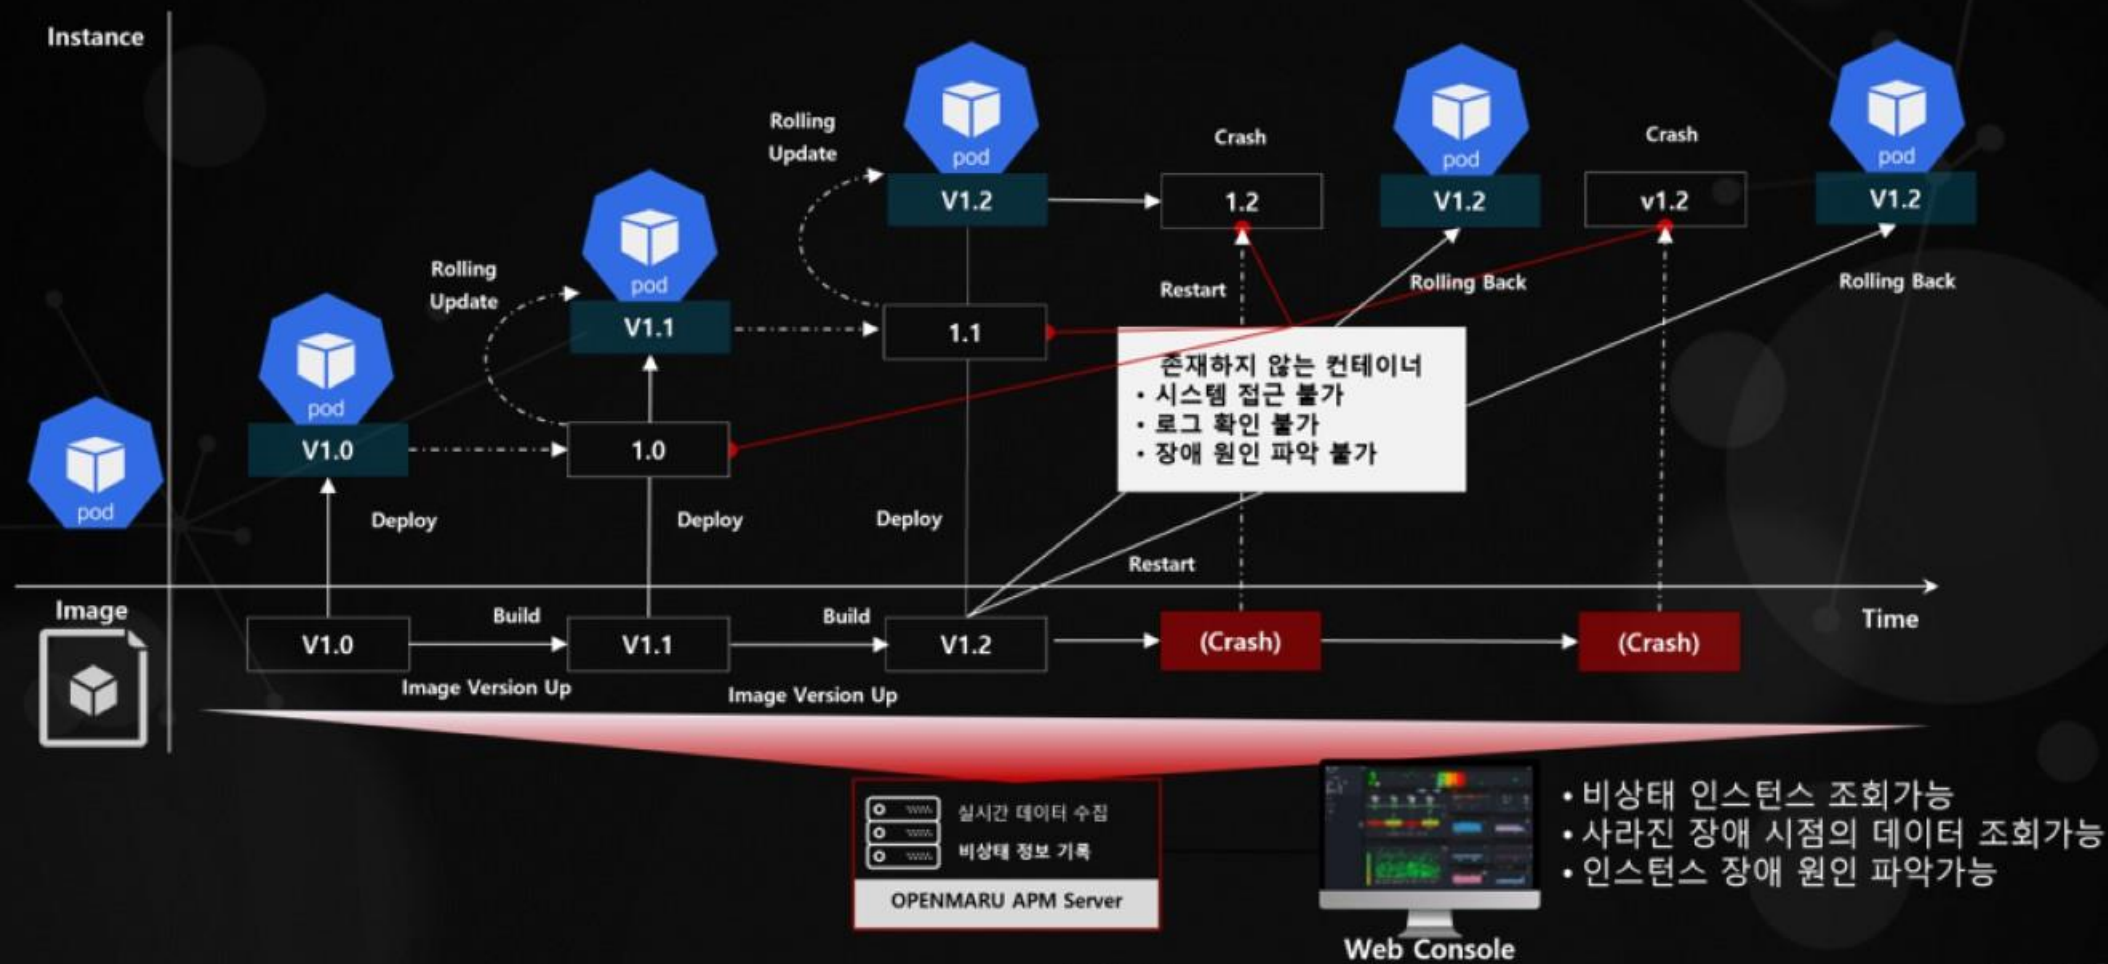 Instance
Rolling
Update
pod
V1.2
Crash
1.2
pod
V1.2
Crash
v1.2
pod
V1.2
Rolling
Update
pod
V1.1
1.1
Restart
Rolling Back
Rolling Back
존재하지 않는 컨테이너
• 시스템 접근 불가
• 로그 확인 불가
• 장애 원인 파악 불가
pod
V1.0
1.0
pod
Deploy
Deploy
Deploy
Restart
Image
Time
V1.0
Build
V1.1
Build
V1.2
(Crash)
(Crash)
Image Version Up
Image Version Up
실시간 데이터 수집
비상태 정보 기록
OPENMARU APM Server
Web Console
• 비상태 인스턴스 조회가능
• 사라진 장애 시점의 데이터 조회가능
• 인스턴스 장애 원인 파악가능